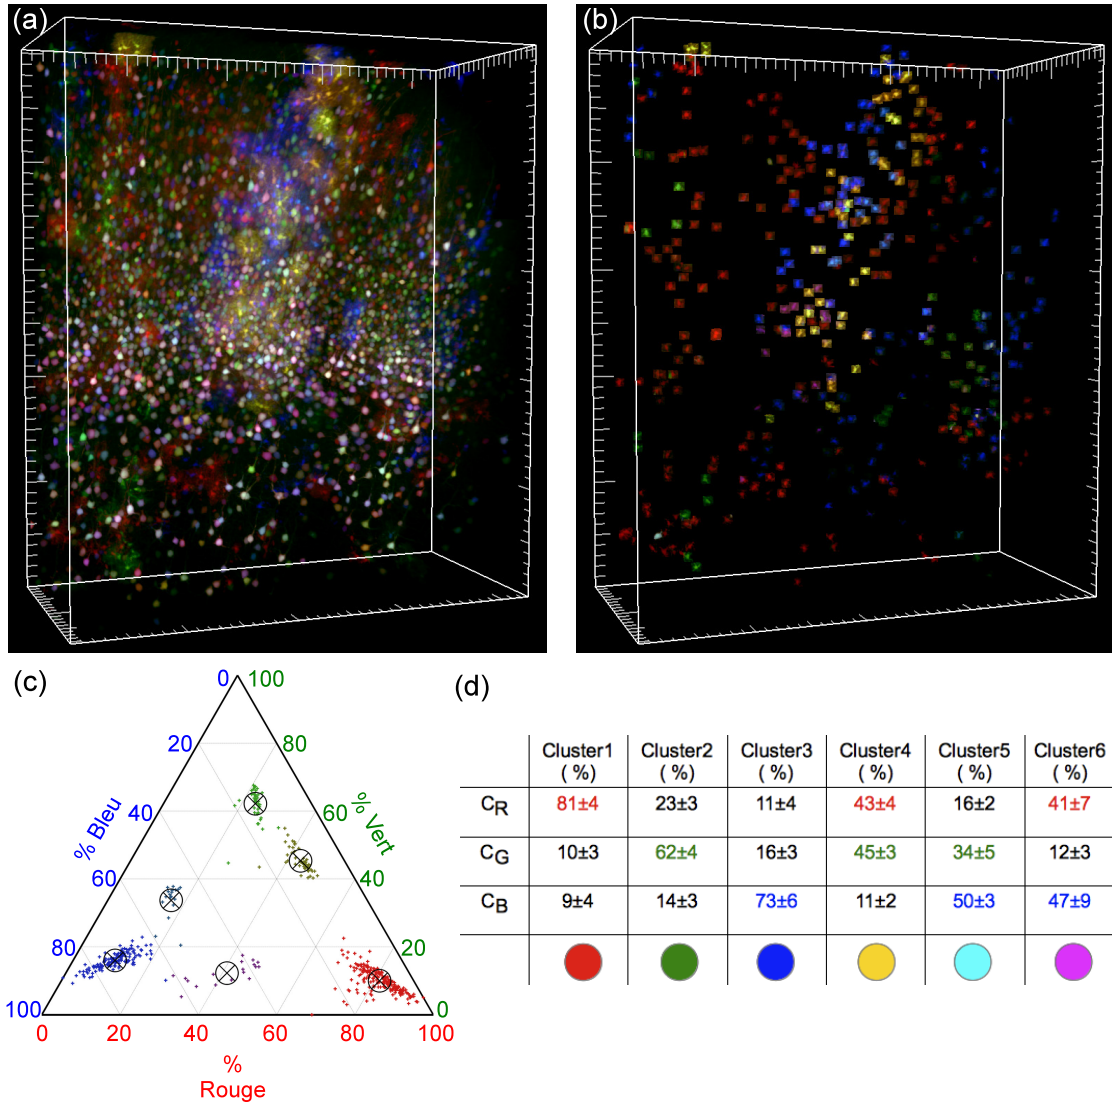 (a)
(b)
(c)
0 100
20 80
40 60
% Bleu % Vert
60 40
80 20
100 0
0 20 40 60 80 100
%
Rouge
(d)
Cluster1 Cluster2 Cluster3 Cluster4 Cluster5 Cluster6
( %) ( %) ( %) ( %) ( %) ( %)
CR 81±4 23±3 11±4 43±4 16±2 41±7
CG 10±3 62±4 16±3 45±3 34±5 12±3
CB 9±4 14±3 73±6 11±2 50±3 47±9